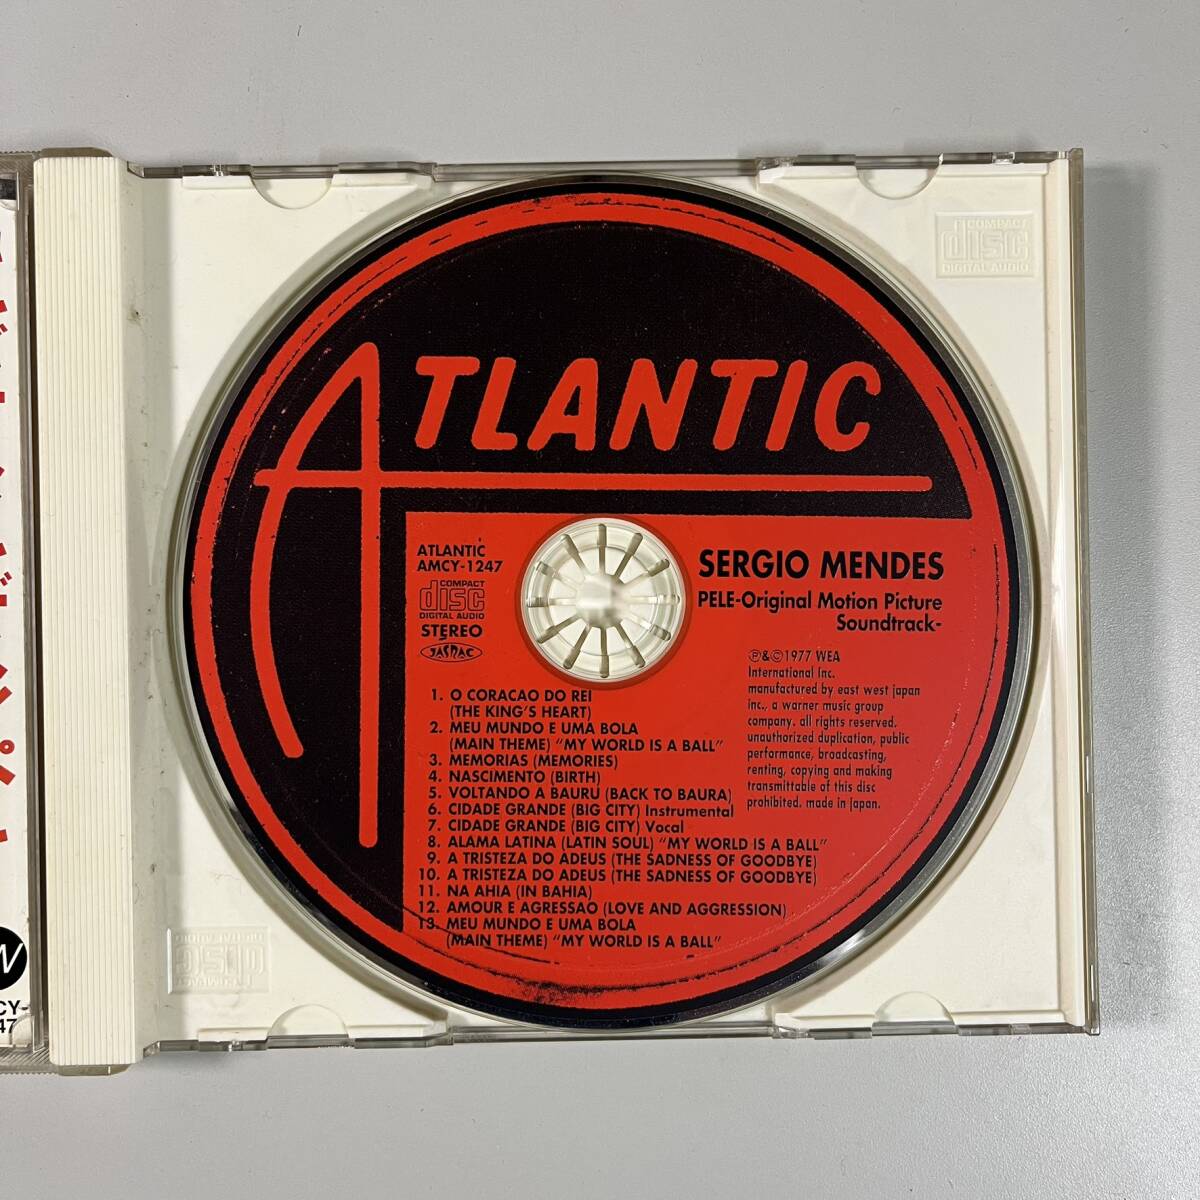 ATLANTIC
ATLANTIC
AMCY-1247
COMPACT
disc
DIGITAL AUDIO
STEREO
JASRAC
SERGIO MENDES
PELE-Original Motion Picture
Soundtrack-
Ⓟ&©1977 WEA
International Inc.
manufactured by east west japan
inc., a warner music group
company. all rights reserved.
unauthorized duplication, public
performance, broadcasting,
renting, copying and making
transmittable of this disc
prohibited. made in japan.
1. O CORACAO DO REI
(THE KING'S HEART)
2. MEU MUNDO E UMA BOLA
(MAIN THEME) "MY WORLD IS A BALL"
3. MEMORIAS (MEMORIES)
4. NASCIMENTO (BIRTH)
5. VOLTANDO A BAURU (BACK TO BAURA)
6. CIDADE GRANDE (BIG CITY) Instrumental
7. CIDADE GRANDE (BIG CITY) Vocal
8. ALAMA LATINA (LATIN SOUL) "MY WORLD IS A BALL"
9. A TRISTEZA DO ADEUS (THE SADNESS OF GOODBYE)
10. A TRISTEZA DO ADEUS (THE SADNESS OF GOODBYE)
11. NA AHIA (IN BAHIA)
12. AMOUR E AGRESSAO (LOVE AND AGGRESSION)
13. MEU MUNDO E UMA BOLA
(MAIN THEME) "MY WORLD IS A BALL"
COMPACT
disc
DIGITAL AUDIO
COMPACT
disc
DIGITAL AUDIO
CY-
47